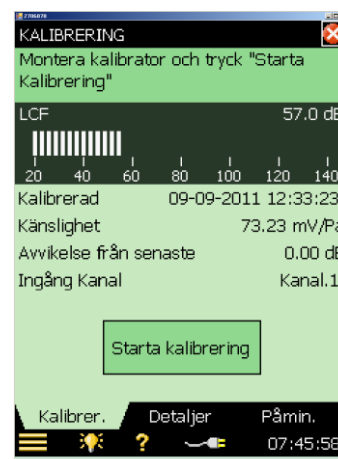 2706070
KALIBRERING
Montera kalibrator och tryck "Starta
Kalibrering"
LCF 57.0 dB
20 40 60 80 100 120 140
Kalibrerad 09-09-2011 12:33:23
Känslighet 73.23 mV/Pa
Avvikelse från senaste 0.00 dB
Ingång Kanal Kanal.1
Starta kalibrering
Kalibrer. Detaljer Påmin.
? 07:45:58